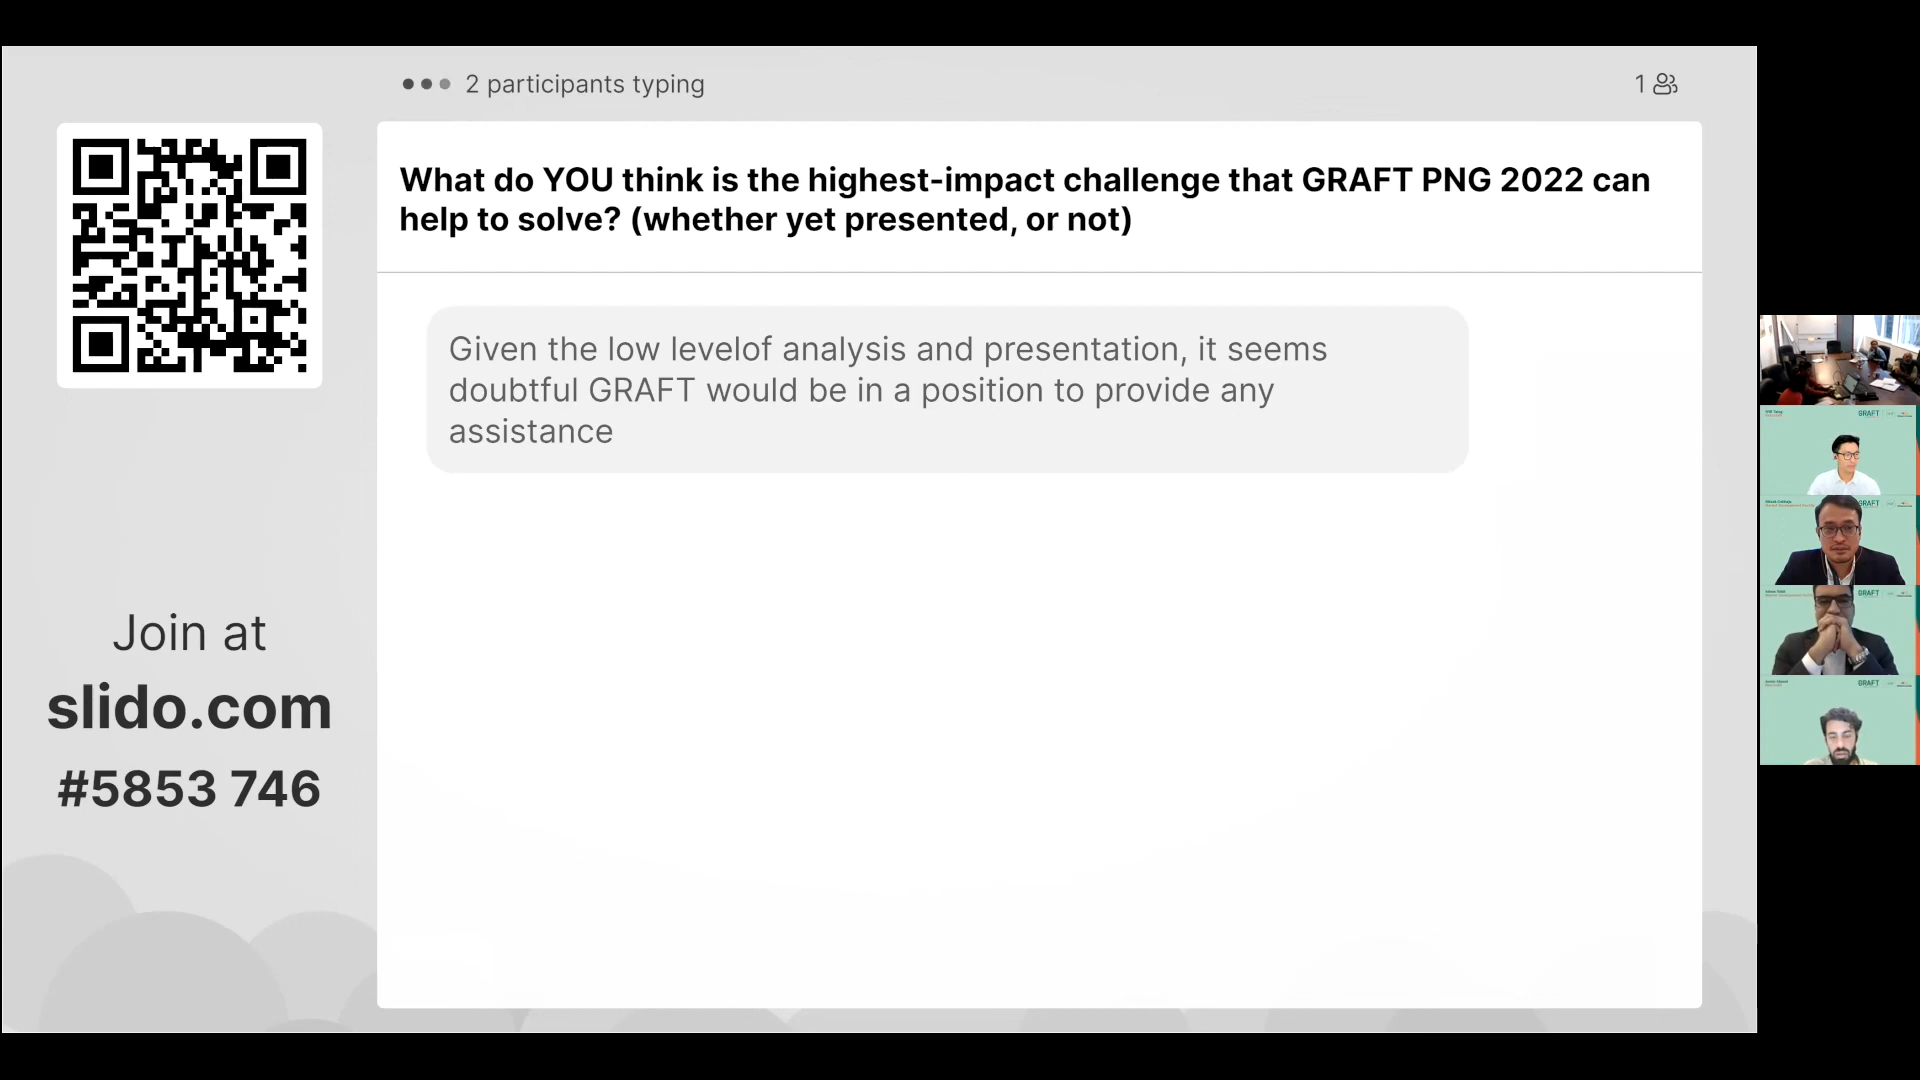 2 participants typing
1
What do YOU think is the highest-impact challenge that GRAFT PNG 2022 can
help to solve? (whether yet presented, or not)
Given the low levelof analysis and presentation, it seems
doubtful GRAFT would be in a position to provide any
assistance
Join at
slido.com
#5853 746
GRAFT
GRAFT
GRAFT
GRAFT